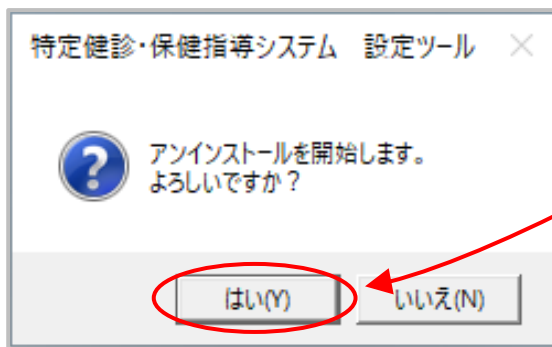 特定健診・保健指導システム　設定ツール
アンインストールを開始します。
よろしいですか？
はい(Y)
いいえ(N)